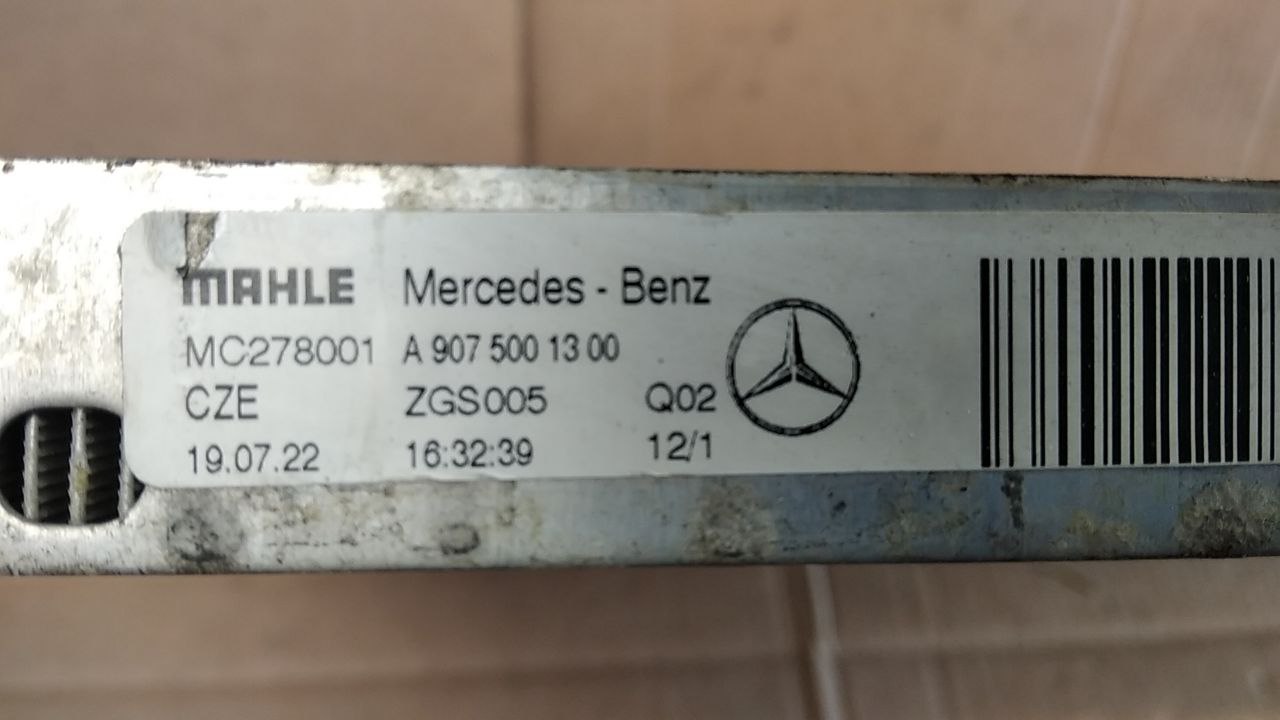 MAHLE Mercedes - Benz
MC278001 A 907 500 13 00
CZE ZGS005 Q02
19.07.22 16:32:39 12/1